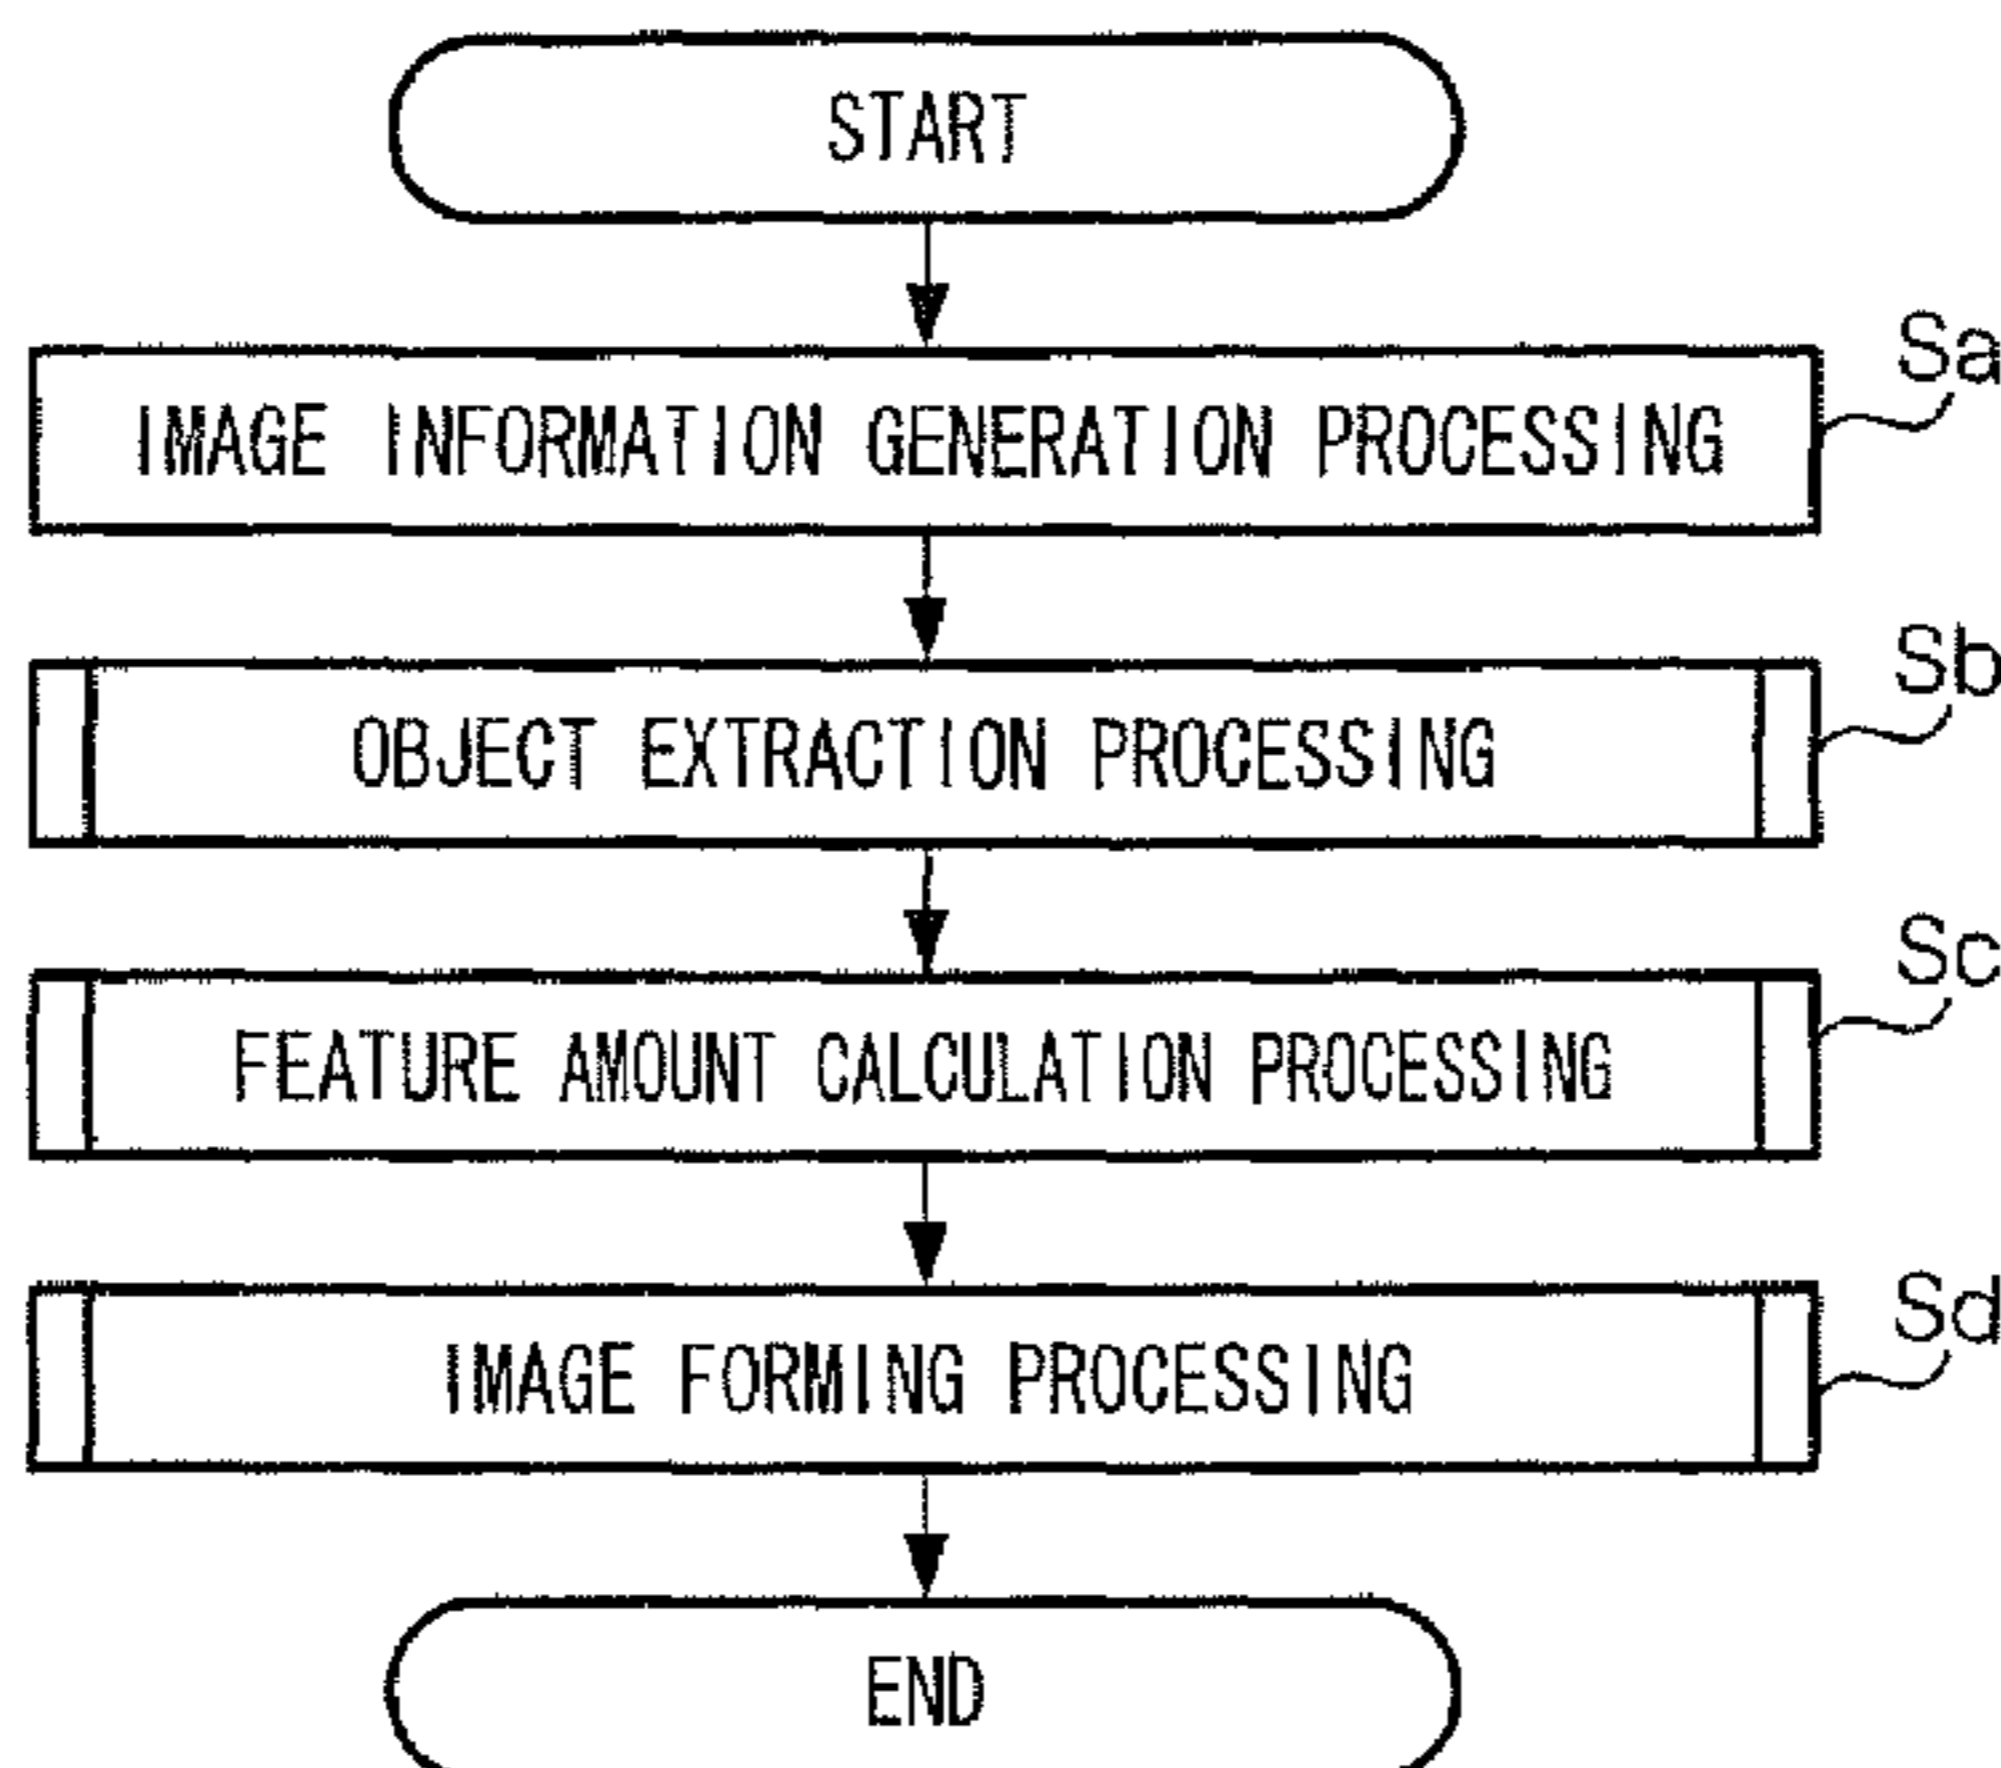 START
IMAGE INFORMATION GENERATION PROCESSING
Sa
OBJECT EXTRACTION PROCESSING
Sb
FEATURE AMOUNT CALCULATION PROCESSING
Sc
IMAGE FORMING PROCESSING
Sd
END